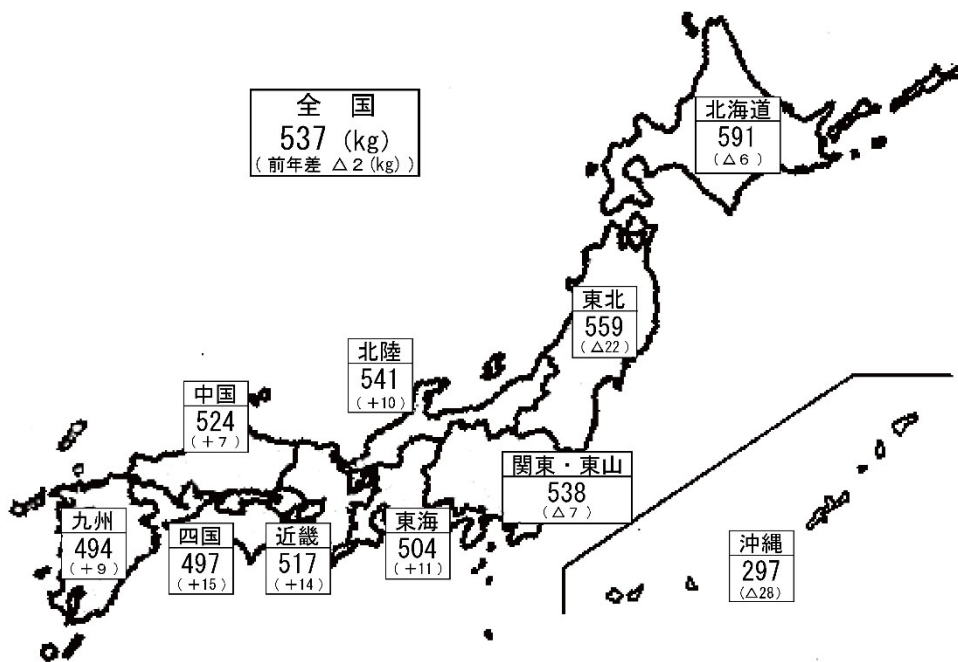 全 国
537 (kg)
( 前年差 △2 (kg) )
北海道
591
(△6)
東北
559
(△22)
北陸
541
(+10)
中国
524
(+7)
関東・東山
538
(△7)
九州
494
(+9)
四国
497
(+15)
近畿
517
(+14)
東海
504
(+11)
沖縄
297
(△28)